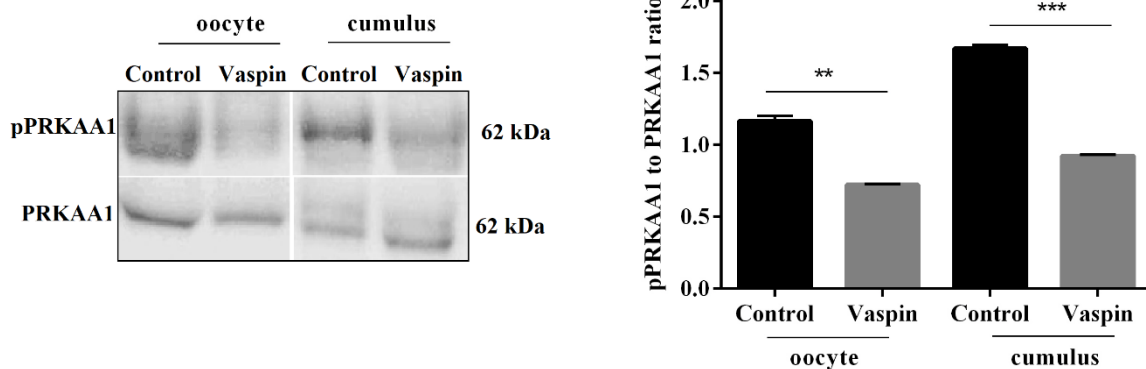 oocyte cumulus
Control Vaspin Control Vaspin
pPRKAA1 62 kDa
PRKAA1 62 kDa
pPRKAA1 to PRKAA1 ratio
2.0
1.5
1.0
0.5
0.0
**
***
Control Vaspin Control Vaspin
oocyte cumulus